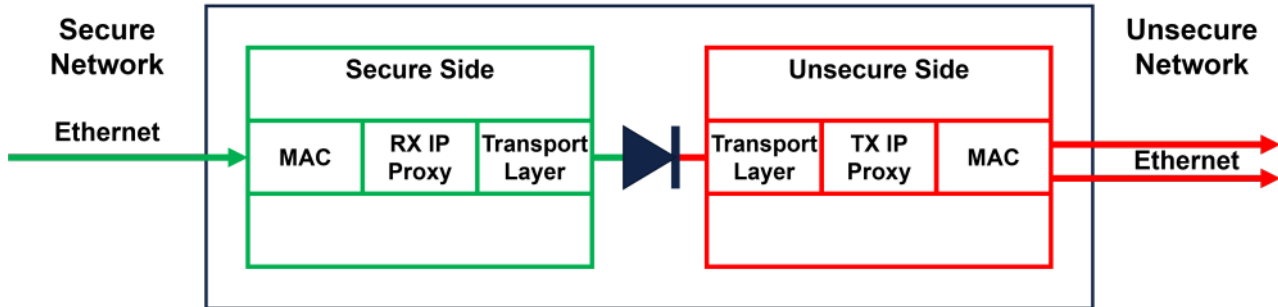 Secure
Network
Ethernet
Secure Side
MAC
RX IP
Proxy
Transport
Layer
Unsecure Side
Transport
Layer
TX IP
Proxy
MAC
Unsecure
Network
Ethernet